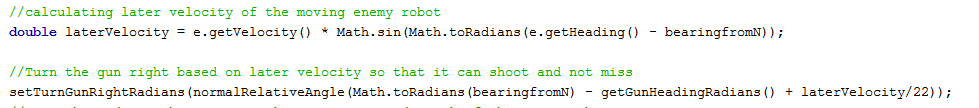 //calculating later velocity of the moving enemy robot
double laterVelocity = e.getVelocity() * Math.sin(Math.toRadians(e.getHeading() - bearingfromN));
//Turn the gun right based on later velocity so that it can shoot and not miss
setTurnGunRightRadians(normalRelativeAngle(Math.toRadians(bearingfromN) - getGunHeadingRadians() + laterVelocity/22));